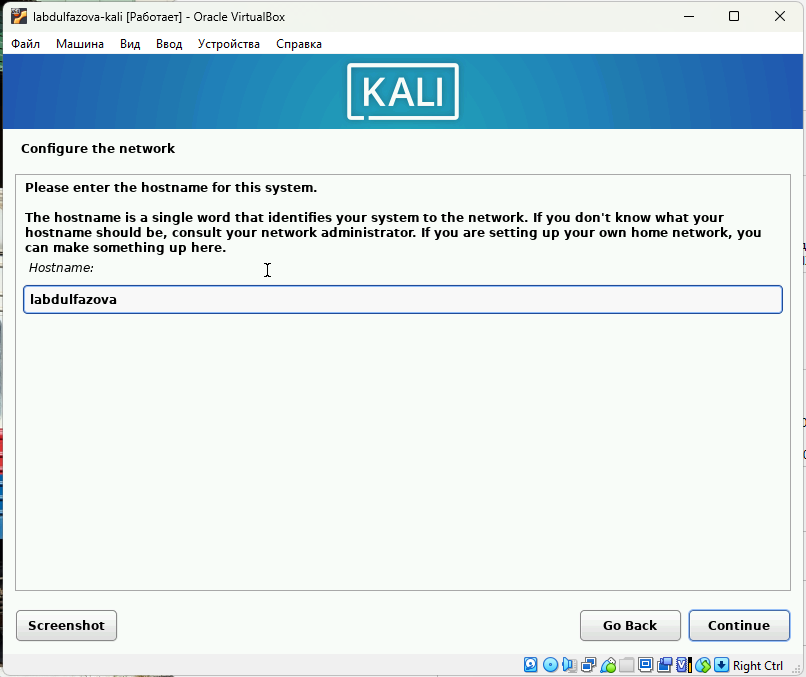 labdulfazova-kali [Работает] - Oracle VirtualBox
Файл Машина Вид Ввод Устройства Справка
KALI
Configure the network
Please enter the hostname for this system.
The hostname is a single word that identifies your system to the network. If you don't know what your
hostname should be, consult your network administrator. If you are setting up your own home network, you
can make something up here.
Hostname:
labdulfazova
Screenshot Go Back Continue
Right Ctrl